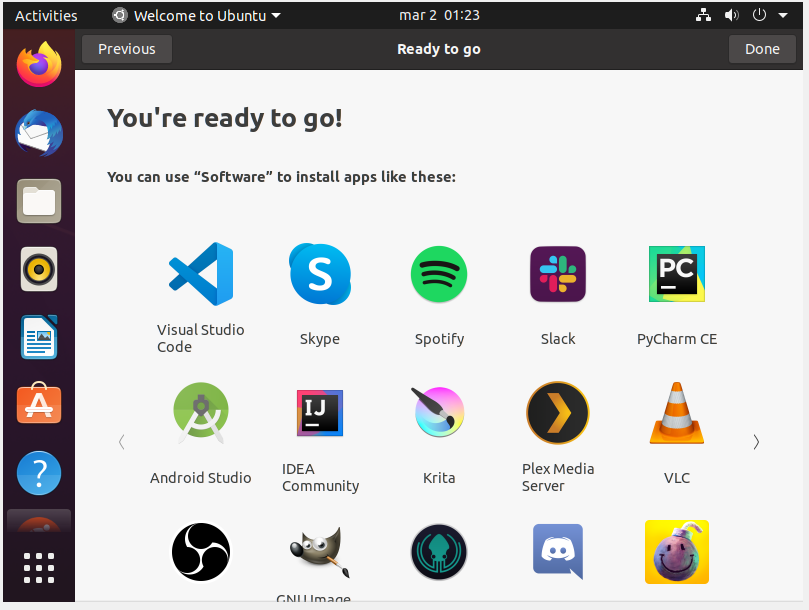 Activities
Welcome to Ubuntu
mar 2 01:23
Previous
Ready to go
Done
You're ready to go!
You can use “Software” to install apps like these:
S
PC
Visual Studio
Code
Skype
Spotify
Slack
PyCharm CE
IJ
Android Studio
IDEA
Community
Krita
Plex Media
Server
VLC
GNU Image